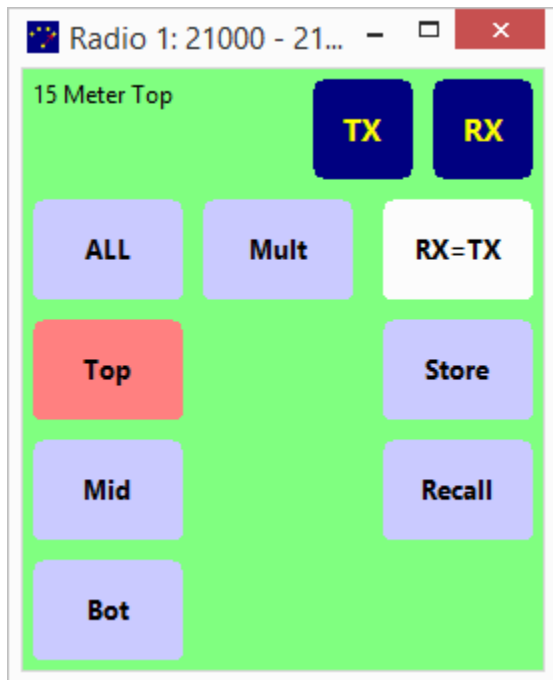 Radio 1: 21000 - 21...
15 Meter Top
TX RX
ALL Mult RX=TX
Top Store
Mid Recall
Bot